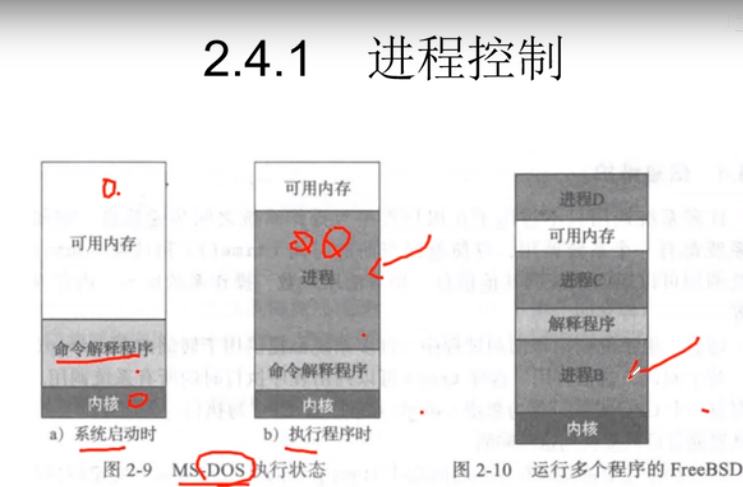 2.4.1 进程控制
可用内存
命令解释程序
内核
a）系统启动时
可用内存
进程
命令解释程序
内核
b）执行程序时
图 2-9 MS-DOS 执行状态
进程D
可用内存
进程C
解释程序
进程B
内核
图 2-10 运行多个程序的 FreeBSD